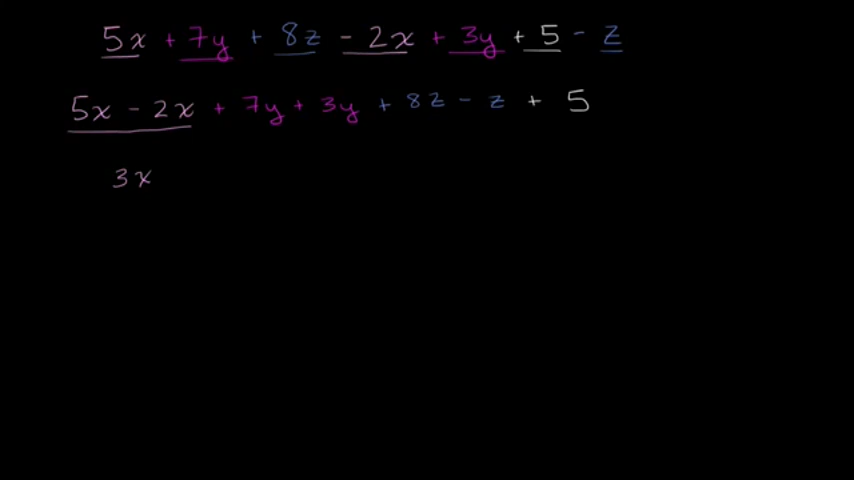 5x + 7y + 8z - 2x + 3y + 5 - z
5x - 2x + 7y + 3y + 8z - z + 5
3x